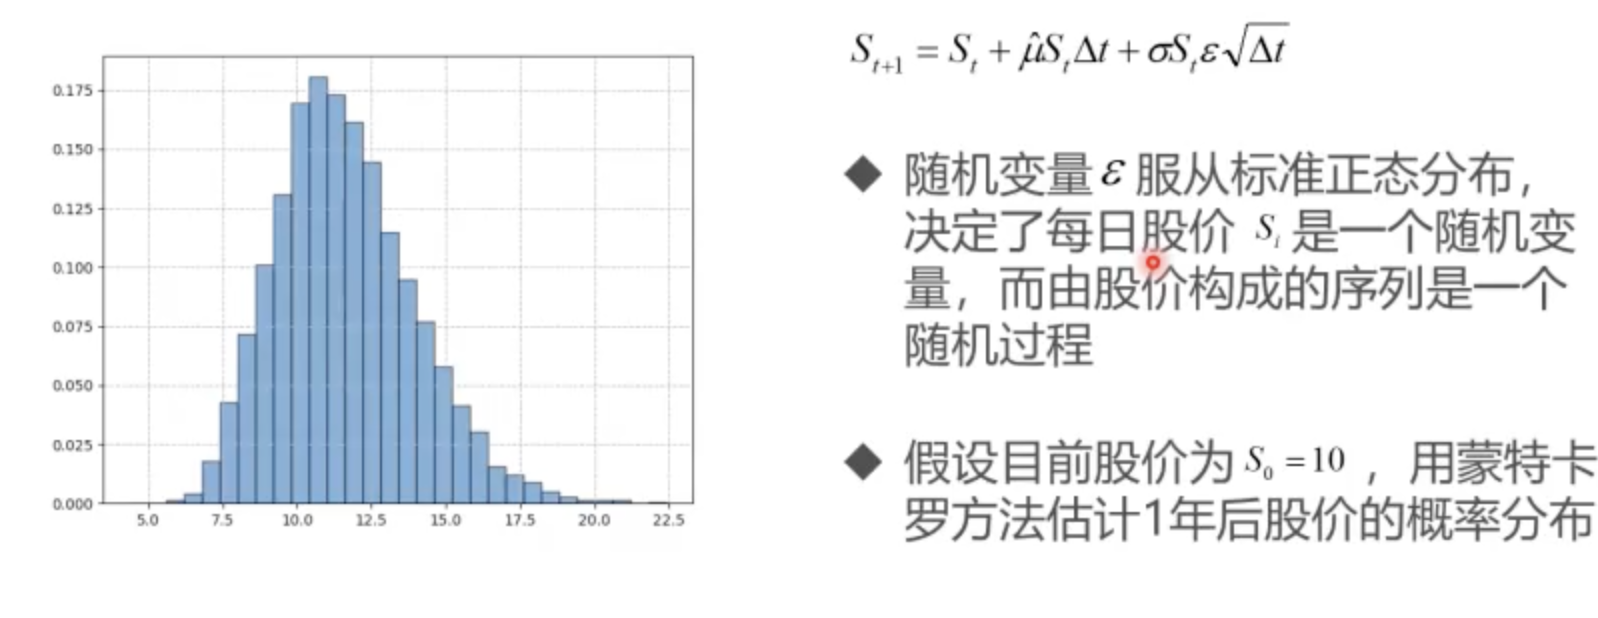 0.175
0.150
0.125
0.100
0.075
0.050
0.025
0.000
5.0 7.5 10.0 12.5 15.0 17.5 20.0 22.5
S_{t+1} = S_t + μ̂S_tΔt + σS_tε√Δt
随机变量 ε 服从标准正态分布，
决定了每日股价 S_t 是一个随机变
量，而由股价构成的序列是一个
随机过程
假设目前股价为 S_0 = 10 ，用蒙特卡
罗方法估计1年后股价的概率分布